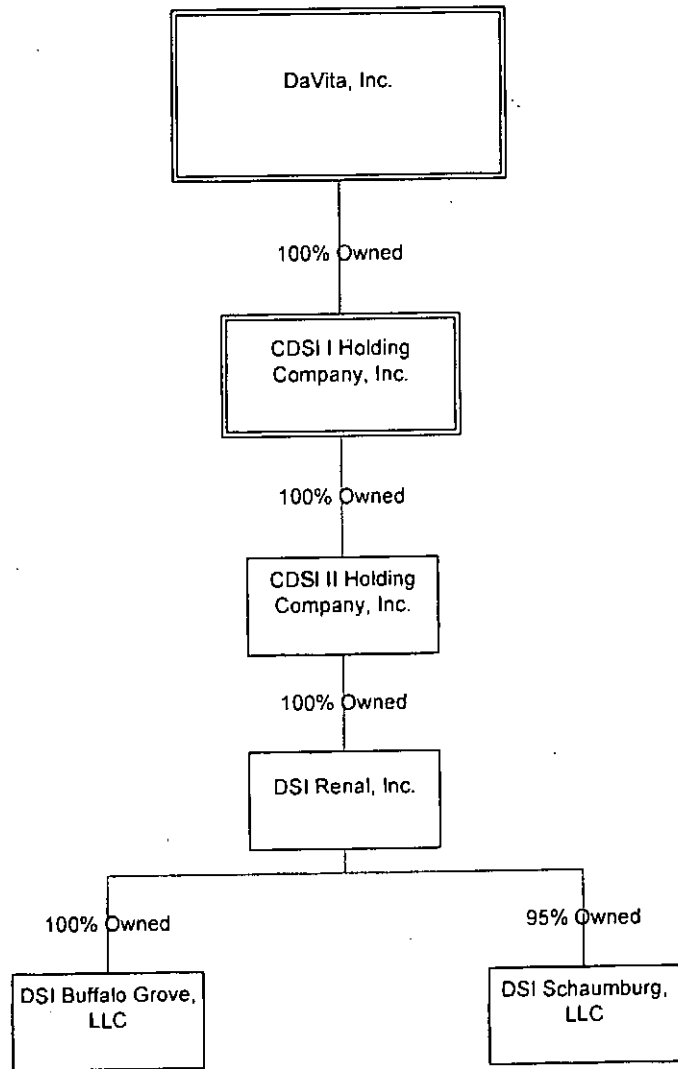 DaVita, Inc.
100% Owned
CDSI I Holding
Company, Inc.
100% Owned
CDSI II Holding
Company, Inc.
100% Owned
DSI Renal, Inc.
100% Owned
95% Owned
DSI Buffalo Grove,
LLC
DSI Schaumburg,
LLC